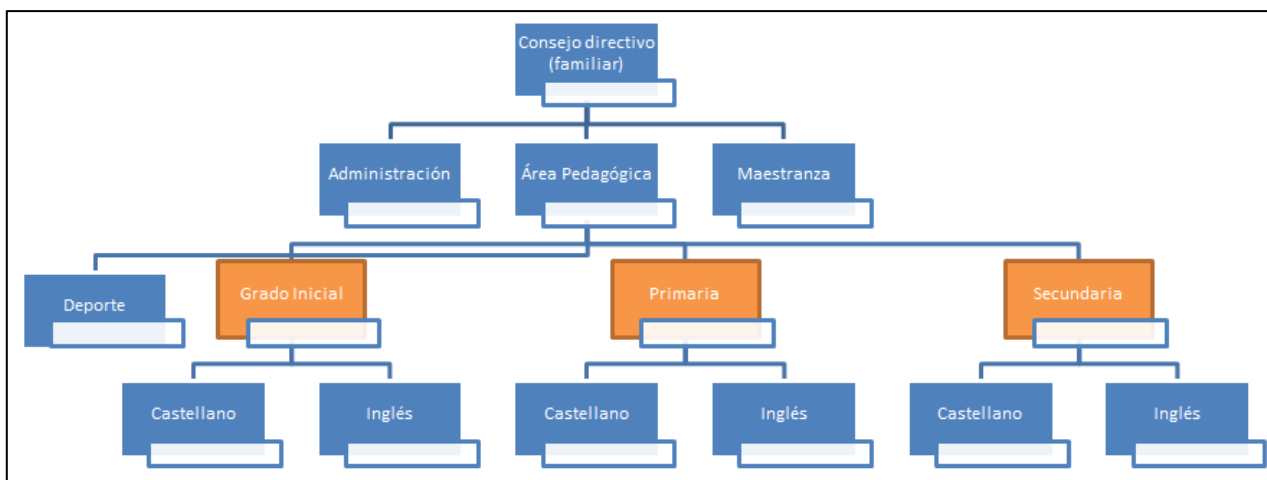 Consejo directivo
(familiar)
Administración
Área Pedagógica
Maestranza
Deporte
Grado Inicial
Primaria
Secundaria
Castellano
Inglés
Castellano
Inglés
Castellano
Inglés